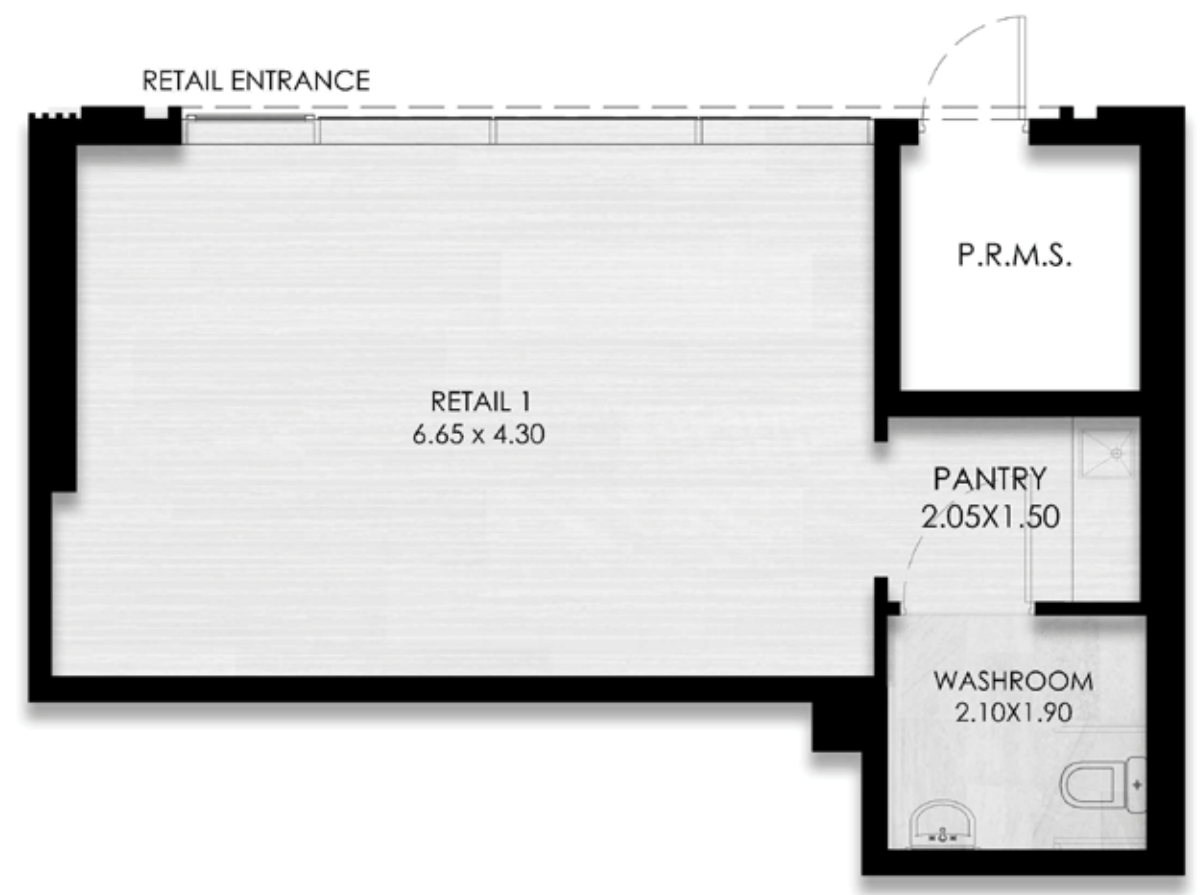 RETAIL ENTRANCE
P.R.M.S.
RETAIL 1
6.65 x 4.30
PANTRY
2.05X1.50
WASHROOM
2.10X1.90